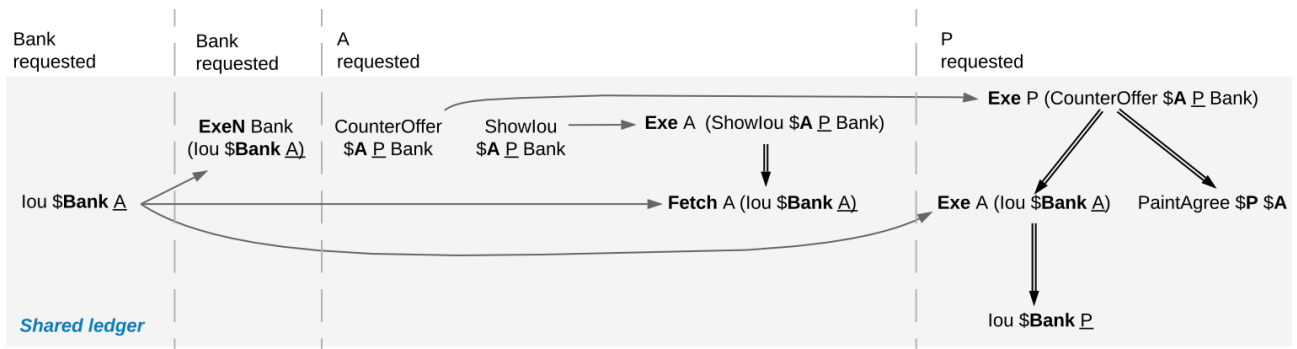 Bank
requested
Bank
requested
A
requested
P
requested
Exe P (CounterOffer $A P Bank)
ExeN Bank
(Iou $Bank A)
CounterOffer
$A P Bank
ShowIou
$A P Bank
Exe A (ShowIou $A P Bank)
Iou $Bank A
Fetch A (Iou $Bank A)
Exe A (Iou $Bank A)
PaintAgree $P $A
Iou $Bank P
Shared ledger